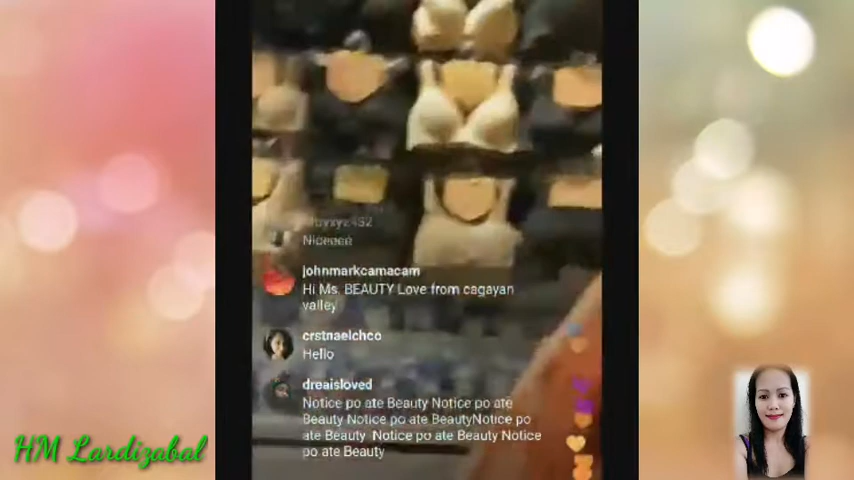 Niceeee
johnmarkcamacam
Hi Ms. BEAUTY Love from cagayan
valley
crstnaelchco
Hello
dreaisloved
Notice po ate Beauty Notice po ate
Beauty Notice po ate BeautyNotice po
ate Beauty Notice po ate Beauty Notice
po ate Beauty
HM Lardizabal